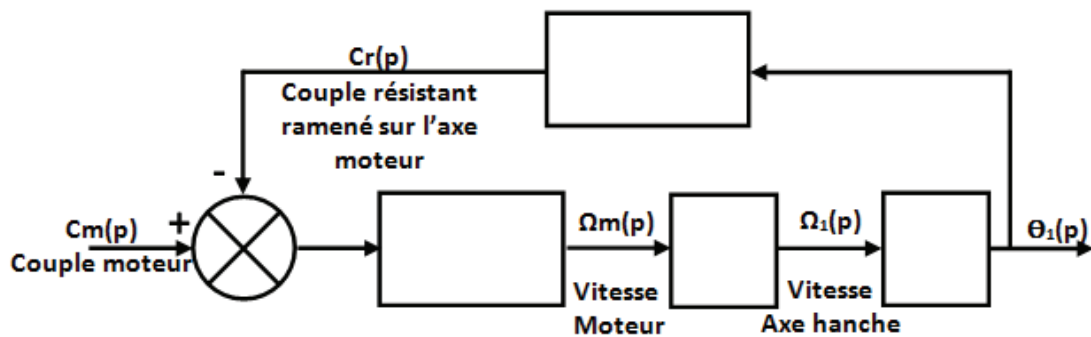 Cr(p)
Couple résistant
ramené sur l'axe
moteur
-
+
Cm(p)
Couple moteur
Ωm(p)
Vitesse
Moteur
Ω₁(p)
Vitesse
Axe hanche
ϴ₁(p)